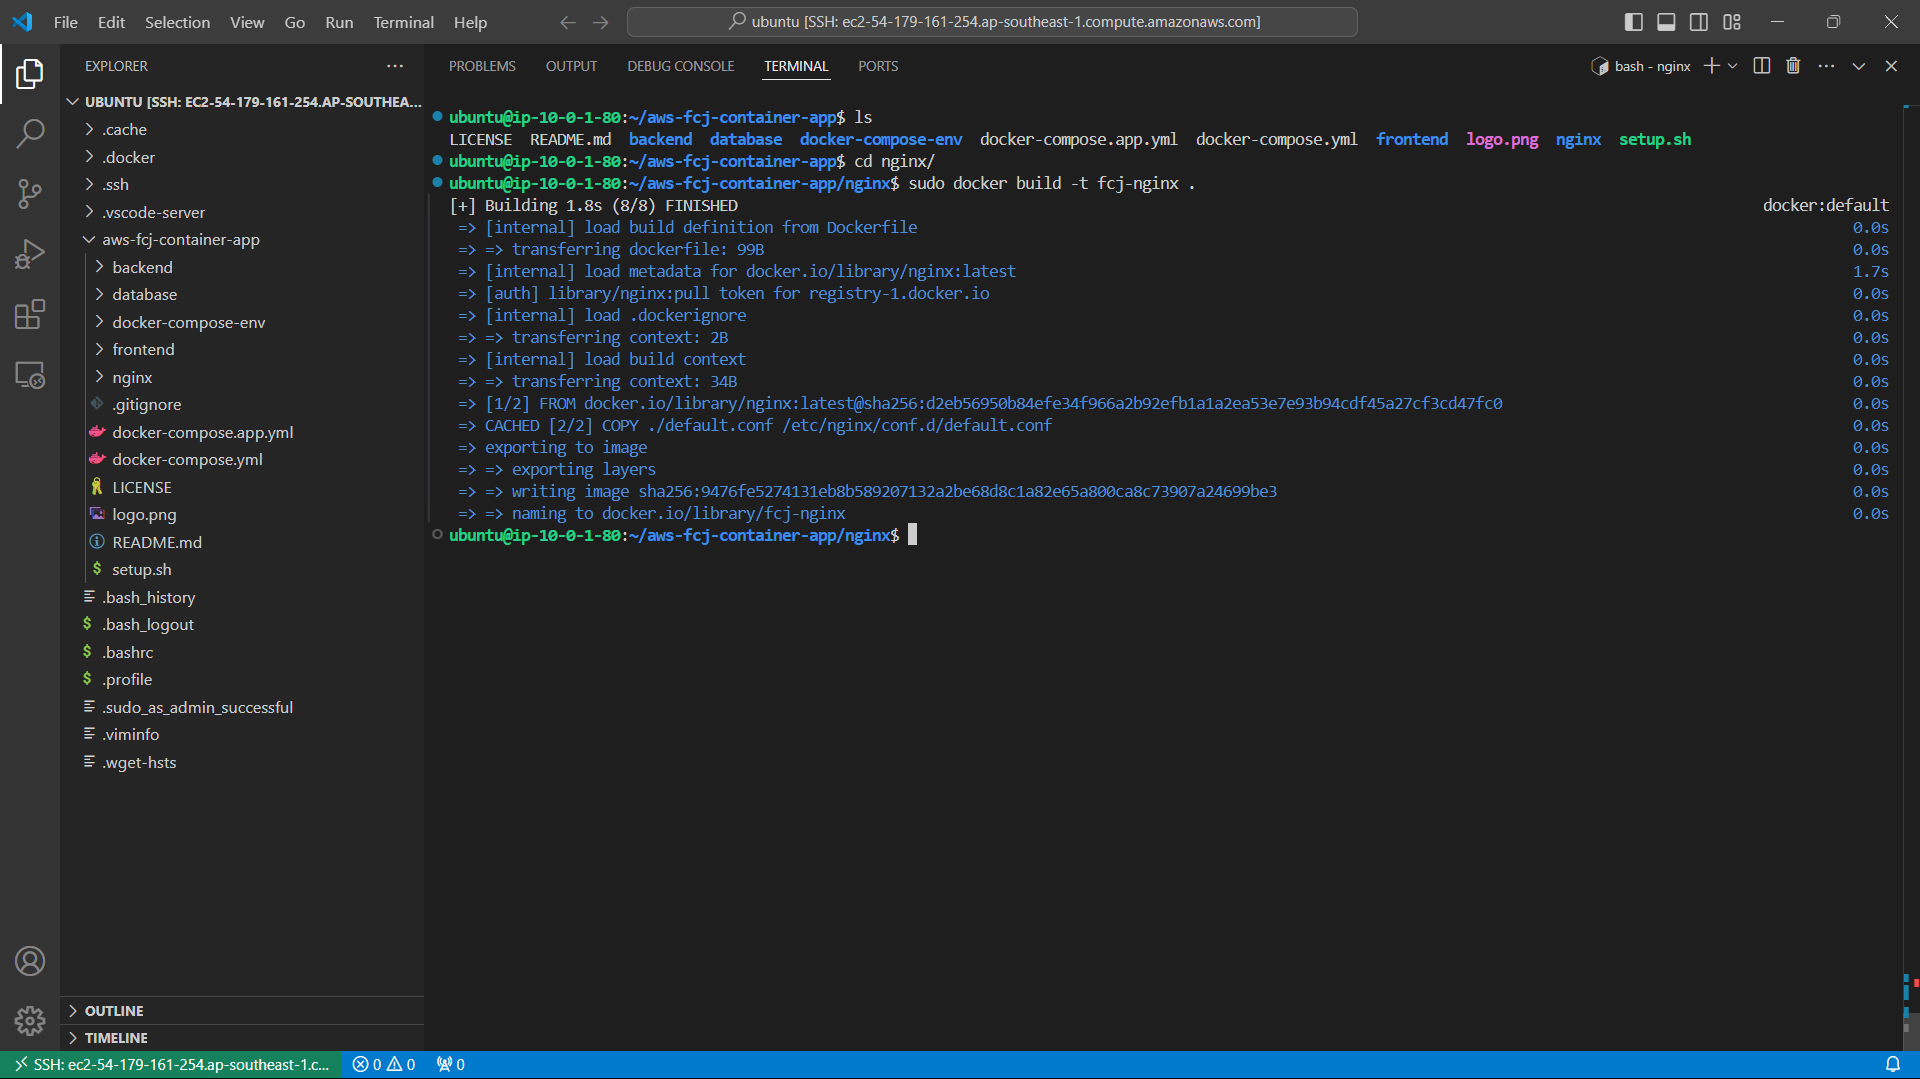 File Edit Selection View Go Run Terminal Help
ubuntu [SSH: ec2-54-179-161-254.ap-southeast-1.compute.amazonaws.com]
EXPLORER
UBUNTU [SSH: EC2-54-179-161-254.AP-SOUTHEA...
.cache
.docker
.ssh
.vscode-server
aws-fcj-container-app
backend
database
docker-compose-env
frontend
nginx
.gitignore
docker-compose.app.yml
docker-compose.yml
LICENSE
logo.png
README.md
$ setup.sh
.bash_history
$ .bash_logout
$ .bashrc
$ .profile
.sudo_as_admin_successful
.viminfo
.wget-hsts
OUTLINE
TIMELINE
PROBLEMS OUTPUT DEBUG CONSOLE TERMINAL PORTS
bash - nginx
ubuntu@ip-10-0-1-80:~/aws-fcj-container-app$ ls
LICENSE README.md backend database docker-compose-env docker-compose.app.yml docker-compose.yml frontend logo.png nginx setup.sh
ubuntu@ip-10-0-1-80:~/aws-fcj-container-app$ cd nginx/
ubuntu@ip-10-0-1-80:~/aws-fcj-container-app/nginx$ sudo docker build -t fcj-nginx .
[+] Building 1.8s (8/8) FINISHED docker:default
=> [internal] load build definition from Dockerfile 0.0s
=> => transferring dockerfile: 99B 0.0s
=> [internal] load metadata for docker.io/library/nginx:latest 1.7s
=> [auth] library/nginx:pull token for registry-1.docker.io 0.0s
=> [internal] load .dockerignore 0.0s
=> => transferring context: 2B 0.0s
=> [internal] load build context 0.0s
=> => transferring context: 34B 0.0s
=> [1/2] FROM docker.io/library/nginx:latest@sha256:d2eb56950b84efe34f966a2b92efb1a1a2ea53e7e93b94cdf45a27cf3cd47fc0 0.0s
=> CACHED [2/2] COPY ./default.conf /etc/nginx/conf.d/default.conf 0.0s
=> exporting to image 0.0s
=> => exporting layers 0.0s
=> => writing image sha256:9476fe5274131eb8b589207132a2be68d8c1a82e65a800ca8c73907a24699be3 0.0s
=> => naming to docker.io/library/fcj-nginx 0.0s
ubuntu@ip-10-0-1-80:~/aws-fcj-container-app/nginx$
SSH: ec2-54-179-161-254.ap-southeast-1.c... 0 0 0